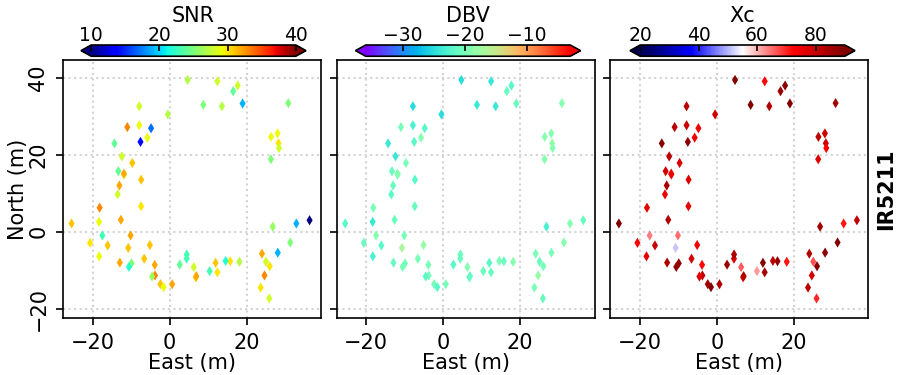 SNR DBV Xc
10 20 30 40 −30 −20 −10 20 40 60 80
40
20
0
−20
North (m)
−20 0 20 −20 0 20 −20 0 20
East (m) East (m) East (m)
IR5211